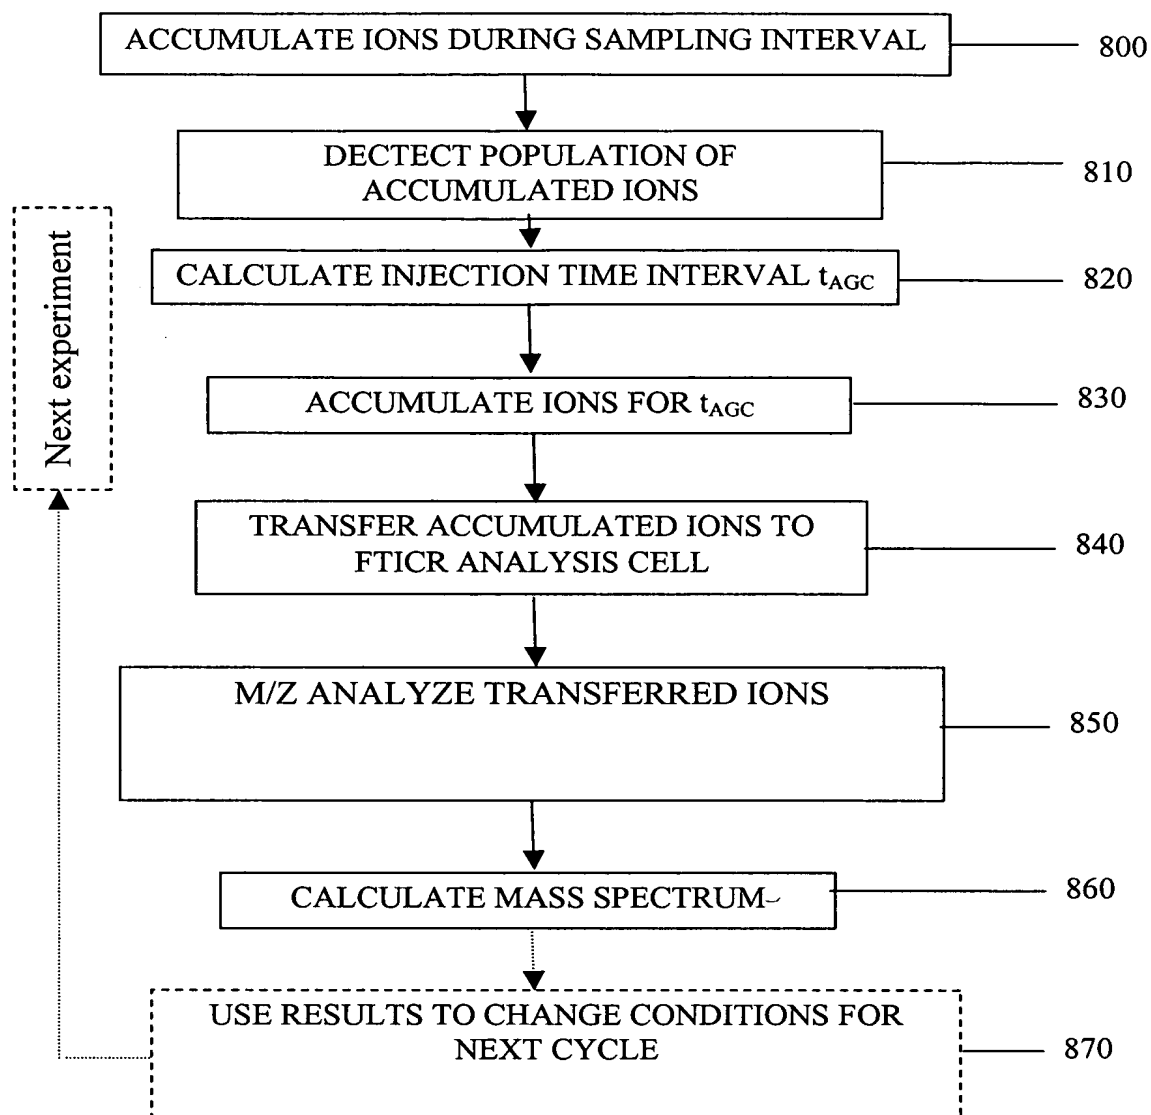 ACCUMULATE IONS DURING SAMPLING INTERVAL
800
DECTECT POPULATION OF
ACCUMULATED IONS
810
CALCULATE INJECTION TIME INTERVAL tAGC
820
ACCUMULATE IONS FOR tAGC
830
TRANSFER ACCUMULATED IONS TO
FTICR ANALYSIS CELL
840
M/Z ANALYZE TRANSFERRED IONS
850
CALCULATE MASS SPECTRUM
860
USE RESULTS TO CHANGE CONDITIONS FOR
NEXT CYCLE
870
Next experiment